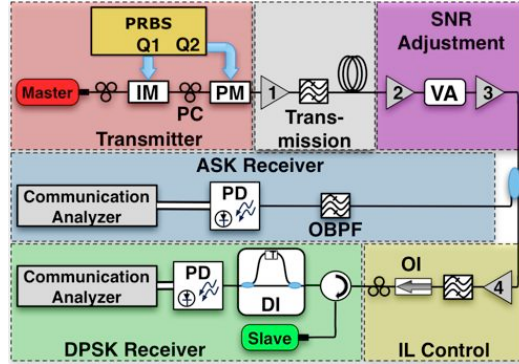 PRBS
Q1 Q2
SNR
Adjustment
Master
IM
PC
PM
1
2
VA
3
Trans-
mission
Transmitter
ASK Receiver
Communication
Analyzer
PD
OBPF
Communication
Analyzer
PD
DI
OI
4
Slave
DPSK Receiver
IL Control